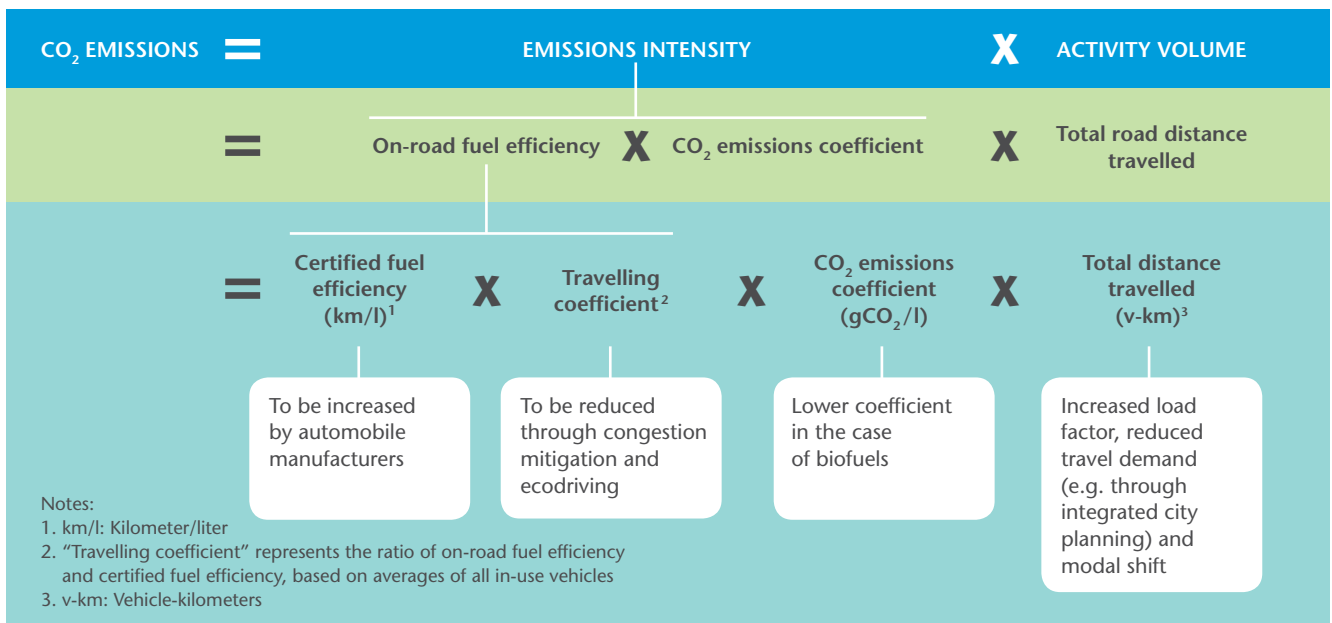 CO₂ EMISSIONS = EMISSIONS INTENSITY X ACTIVITY VOLUME
= On-road fuel efficiency X CO₂ emissions coefficient X Total road distance
travelled
= Certified fuel
efficiency
(km/l)¹
X Travelling
coefficient²
X CO₂ emissions
coefficient
(gCO₂/l)
X Total distance
travelled
(v-km)³
To be increased
by automobile
manufacturers
To be reduced
through congestion
mitigation and
ecodriving
Lower coefficient
in the case
of biofuels
Increased load
factor, reduced
travel demand
(e.g. through
integrated city
planning) and
modal shift
Notes:
1. km/l: Kilometer/liter
2. “Travelling coefficient” represents the ratio of on-road fuel efficiency
and certified fuel efficiency, based on averages of all in-use vehicles
3. v-km: Vehicle-kilometers